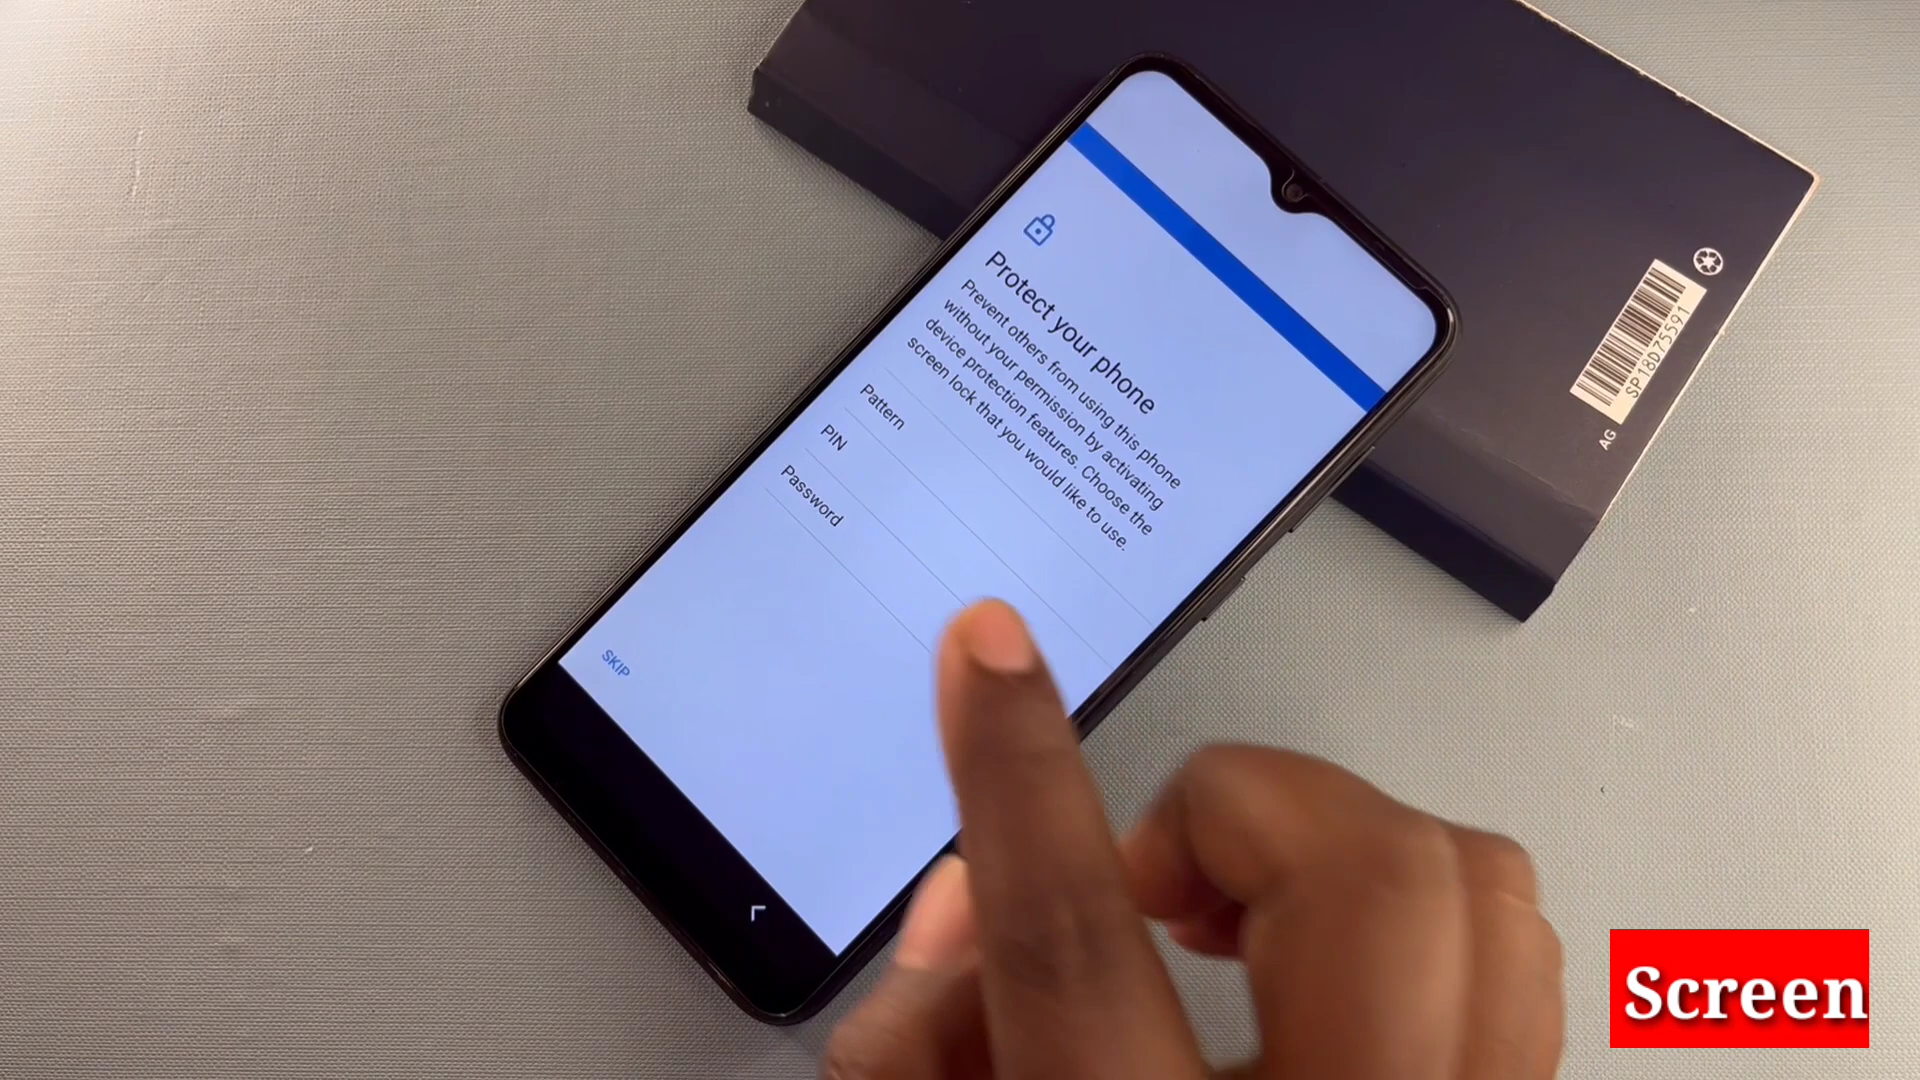 Protect your phone
Prevent others from using this phone
without your permission by activating
device protection features. Choose the
screen lock that you would like to use.
Pattern
PIN
Password
SKIP
SP18D75591
AG
Screen